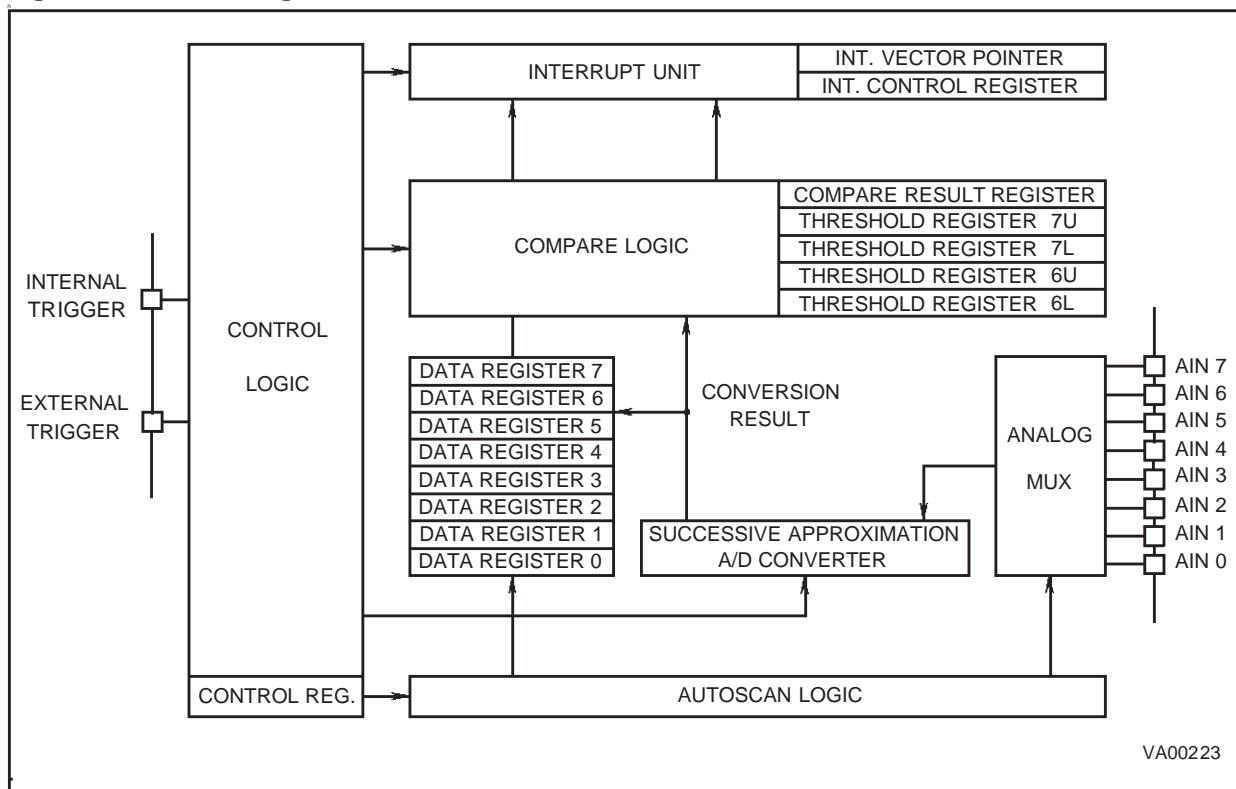 INTERRUPT UNIT
INT. VECTOR POINTER
INT. CONTROL REGISTER
COMPARE LOGIC
COMPARE RESULT REGISTER
THRESHOLD REGISTER 7U
THRESHOLD REGISTER 7L
THRESHOLD REGISTER 6U
THRESHOLD REGISTER 6L
INTERNAL
TRIGGER
EXTERNAL
TRIGGER
CONTROL
LOGIC
CONTROL REG.
DATA REGISTER 7
DATA REGISTER 6
DATA REGISTER 5
DATA REGISTER 4
DATA REGISTER 3
DATA REGISTER 2
DATA REGISTER 1
DATA REGISTER 0
CONVERSION
RESULT
SUCCESSIVE APPROXIMATION
A/D CONVERTER
ANALOG
MUX
AIN 7
AIN 6
AIN 5
AIN 4
AIN 3
AIN 2
AIN 1
AIN 0
AUTOSCAN LOGIC
VA00223